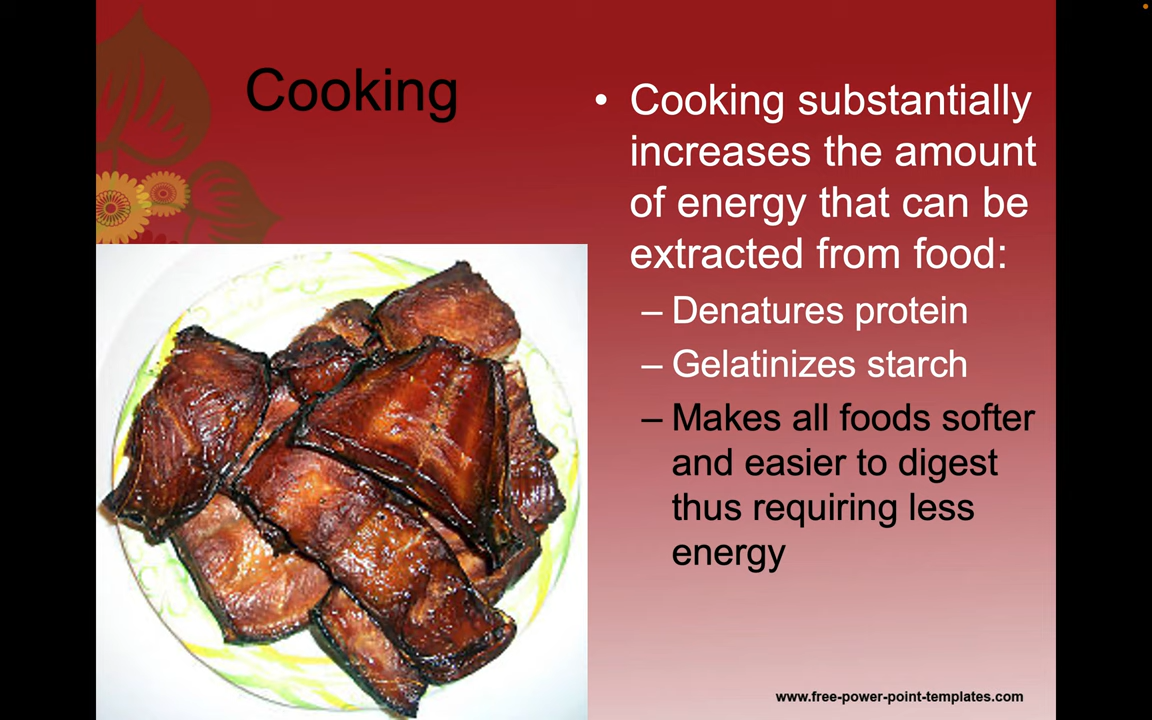 Cooking
• Cooking substantially
increases the amount
of energy that can be
extracted from food:
– Denatures protein
– Gelatinizes starch
– Makes all foods softer
and easier to digest
thus requiring less
energy
www.free-power-point-templates.com